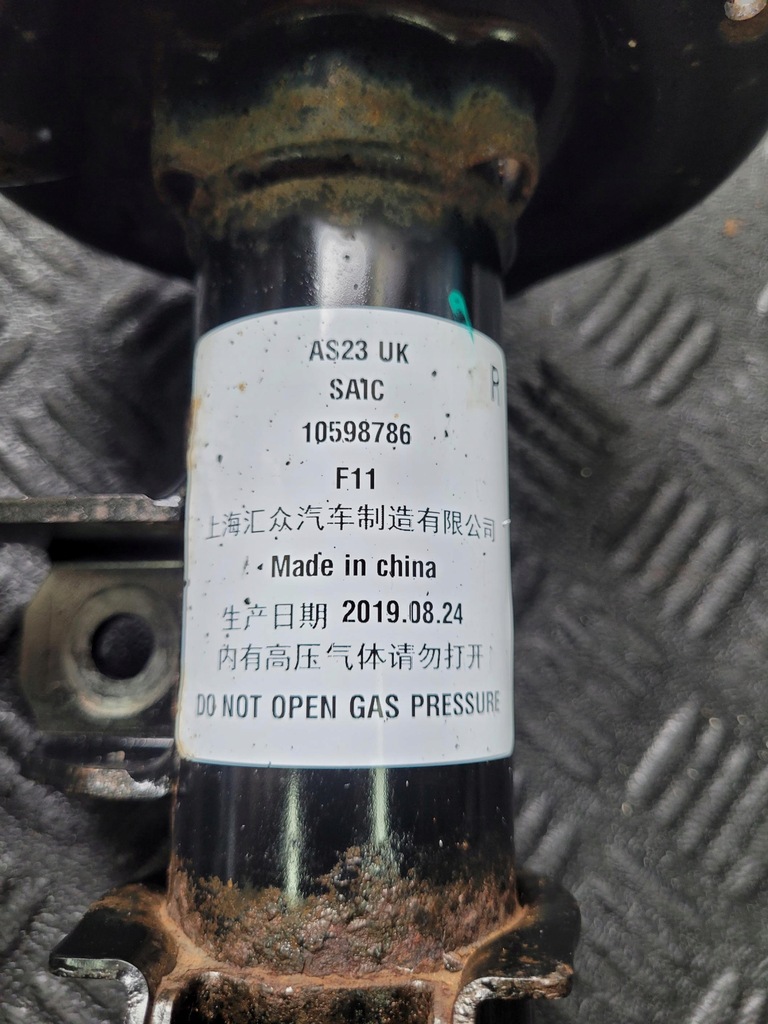 AS23 UK
R
SAIC
10598786
F11
上海汇众汽车制造有限公司
Made in china
生产日期 2019.08.24
内有高压气体请勿打开
DO NOT OPEN GAS PRESSURE